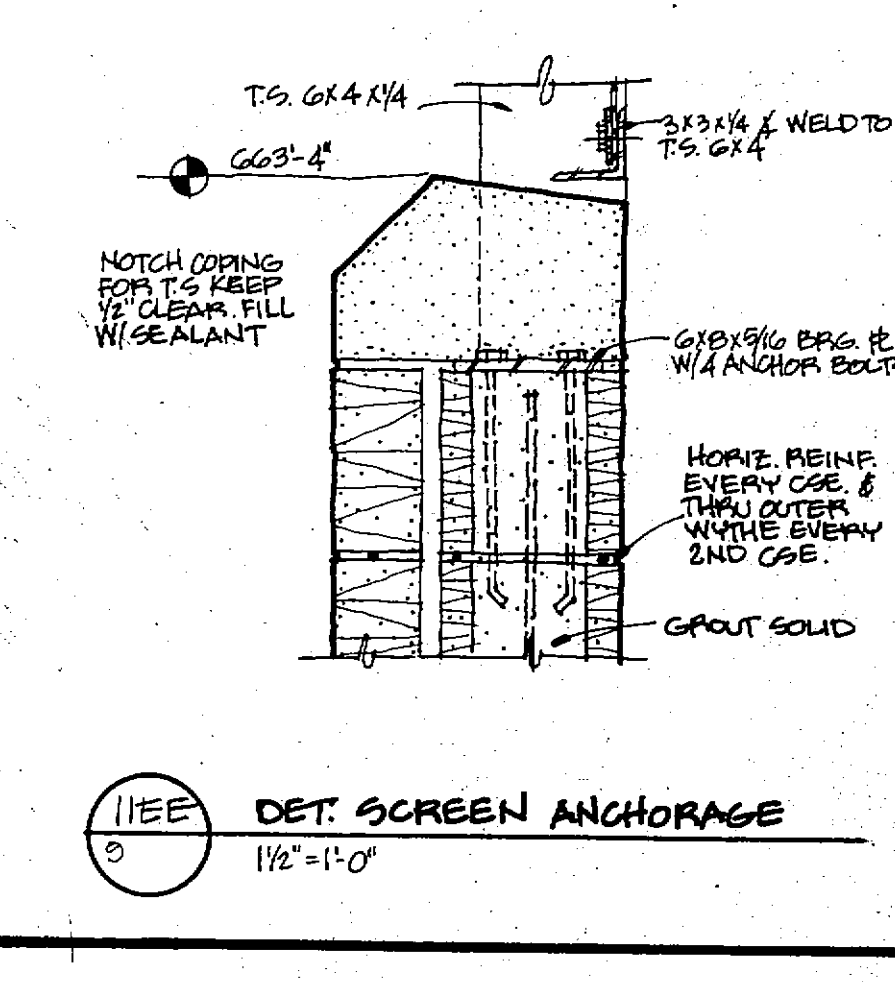 T.S. 6X4X1/4
3X3X1/4 ∠ WELD TO
T.S. 6X4
663'-4"
NOTCH COPING
FOR T.S KEEP
1/2" CLEAR. FILL
W/ SEALANT
6X8X5/16 BRG. PL
W/4 ANCHOR BOLT
HORIZ. REINF.
EVERY CSE. &
THRU OUTER
WYTHE EVERY
2ND CSE.
GROUT SOLID
11EE
9
DET. SCREEN ANCHORAGE
1 1/2" = 1'-0"